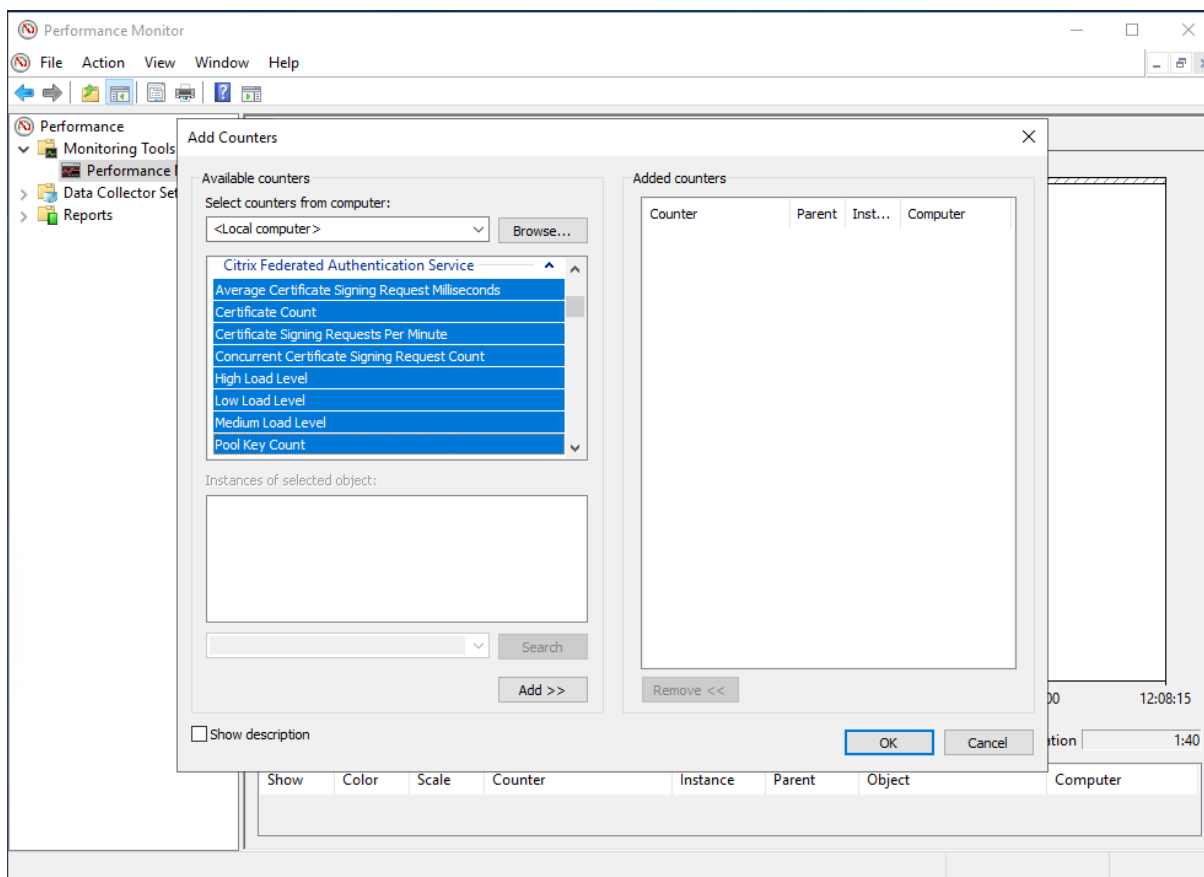 Performance Monitor
File Action View Window Help
Performance
Monitoring Tools
Performance
Data Collector Set
Reports
Add Counters
Available counters
Select counters from computer:
<Local computer>
Browse...
Citrix Federated Authentication Service
Average Certificate Signing Request Milliseconds
Certificate Count
Certificate Signing Requests Per Minute
Concurrent Certificate Signing Request Count
High Load Level
Low Load Level
Medium Load Level
Pool Key Count
Instances of selected object:
Search
Add >>
Show description
Added counters
Counter Parent Inst... Computer
Remove <<
OK Cancel
12:08:15
1:40
Show Color Scale Counter Instance Parent Object Computer